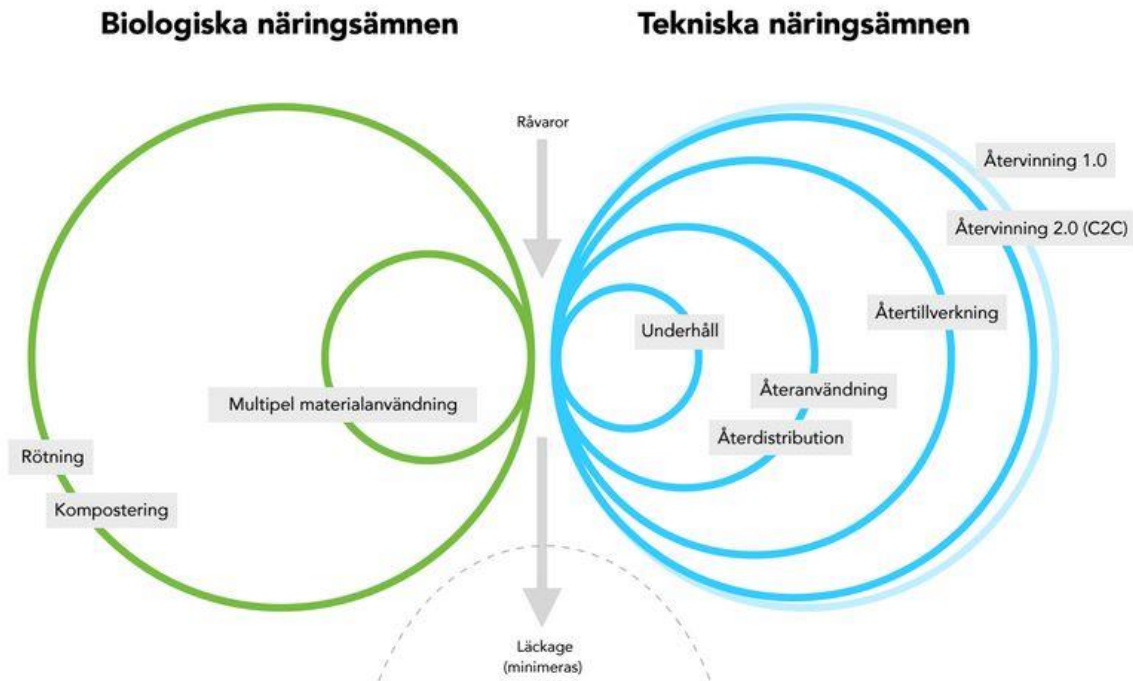 Biologiska näringsämnen
Tekniska näringsämnen
Råvaror
Återvinning 1.0
Återvinning 2.0 (C2C)
Återtillverkning
Underhåll
Återanvändning
Multipel materialanvändning
Återdistribution
Rötning
Kompostering
Läckage
(minimeras)